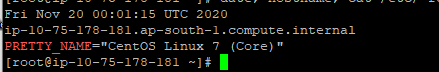 Fri Nov 20 00:01:15 UTC 2020
ip-10-75-178-181.ap-south-1.compute.internal
PRETTY_NAME="CentOS Linux 7 (Core)"
[root@ip-10-75-178-181 ~]#